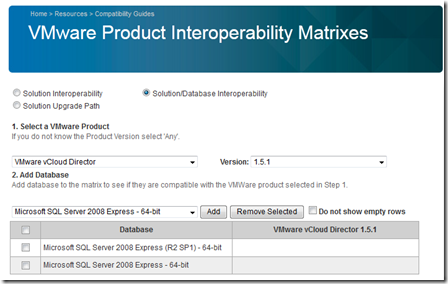 Home > Resources > Compatibility Guides
VMware Product Interoperability Matrixes
Solution Interoperability
Solution/Database Interoperability
Solution Upgrade Path
1. Select a VMware Product
If you do not know the Product Version select 'Any'.
VMware vCloud Director
Version: 1.5.1
2. Add Database
Add database to the matrix to see if they are compatible with the VMWare product selected in Step 1.
Microsoft SQL Server 2008 Express - 64-bit
Add
Remove Selected
Do not show empty rows
Database
VMware vCloud Director 1.5.1
Microsoft SQL Server 2008 Express (R2 SP1) - 64-bit
Microsoft SQL Server 2008 Express - 64-bit